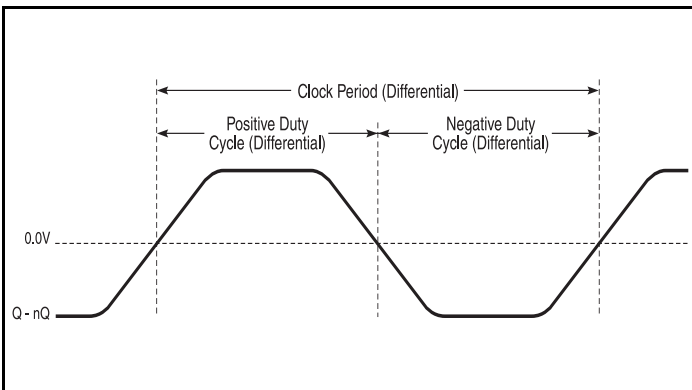 Clock Period (Differential)
Positive Duty
Cycle (Differential)
Negative Duty
Cycle (Differential)
0.0V
Q - nQ